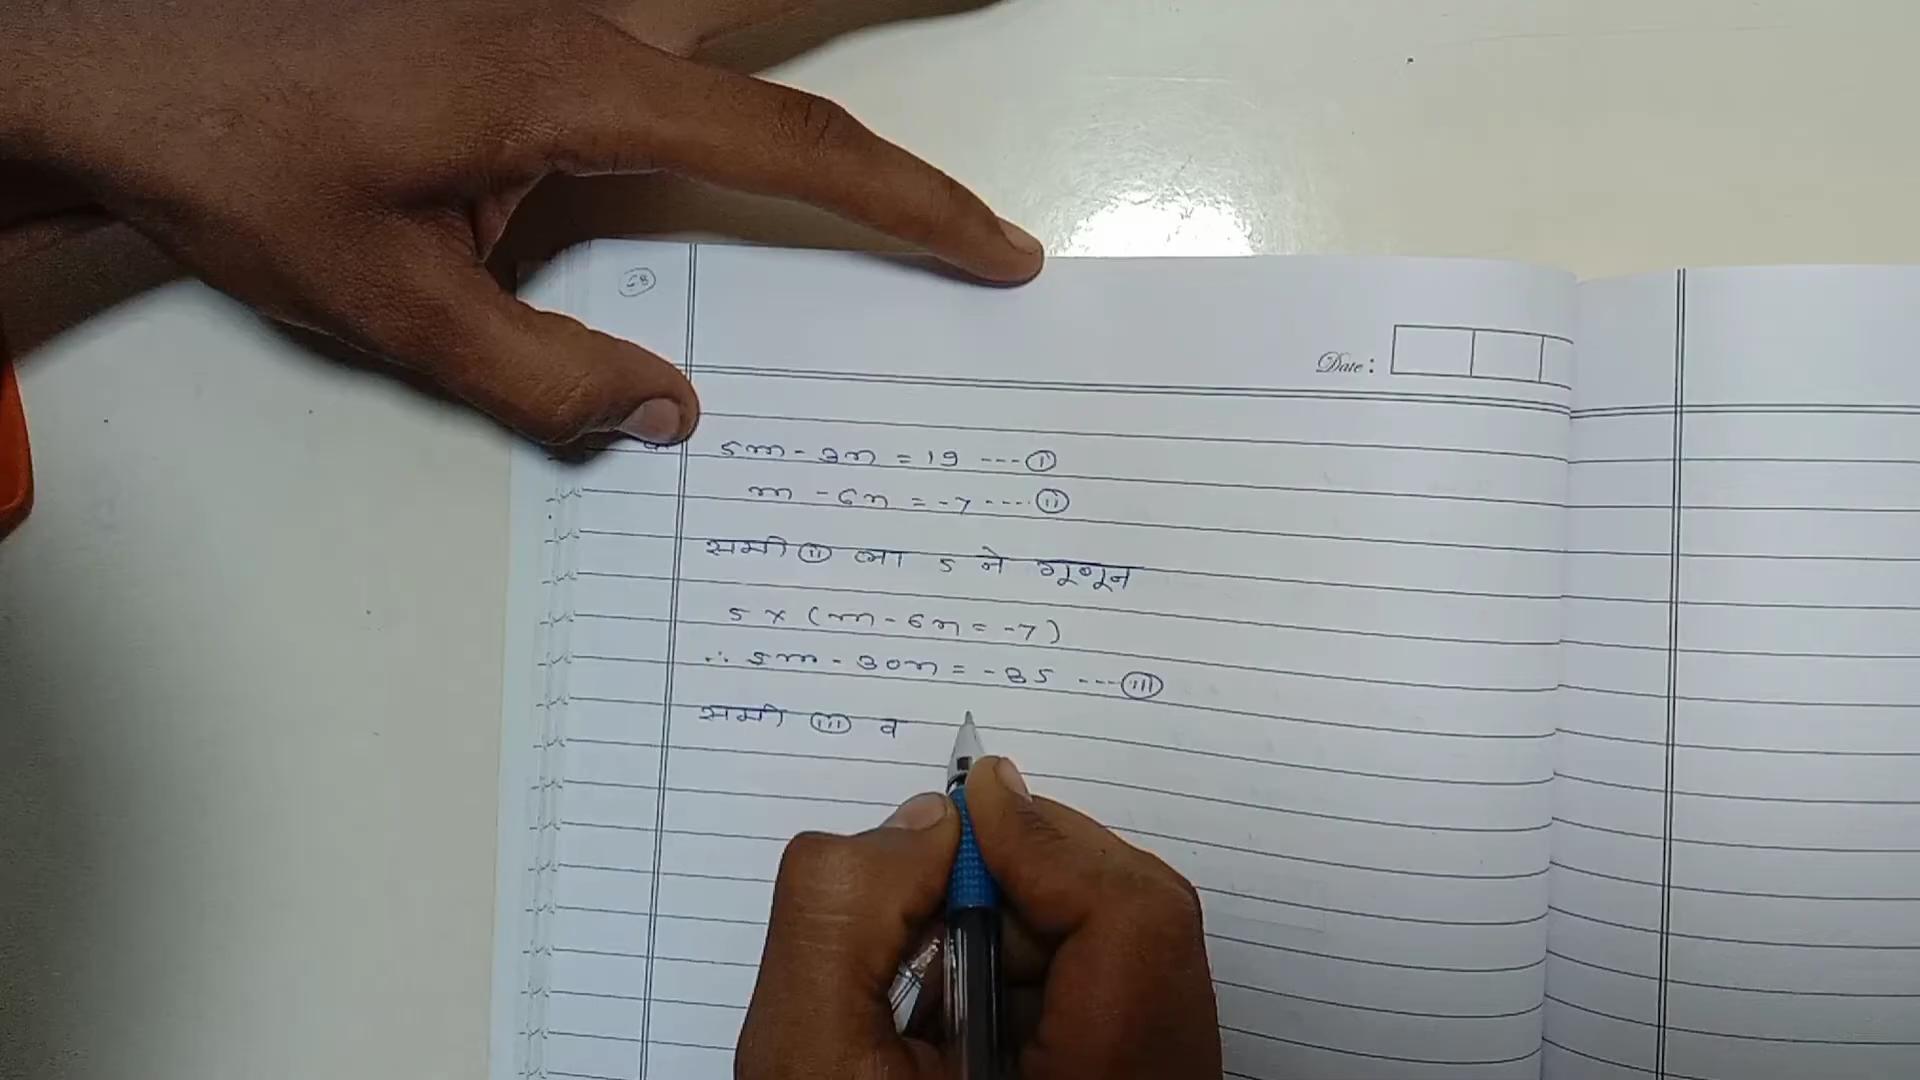 Date :
5m - 3n = 19 ---- (i)
m - 6n = -7 ---- (ii)
समी (ii) ला 5 ने गूणून
5 × (m - 6n = -7)
∴ 5m - 30n = -35 ---- (iii)
समी (iii) व